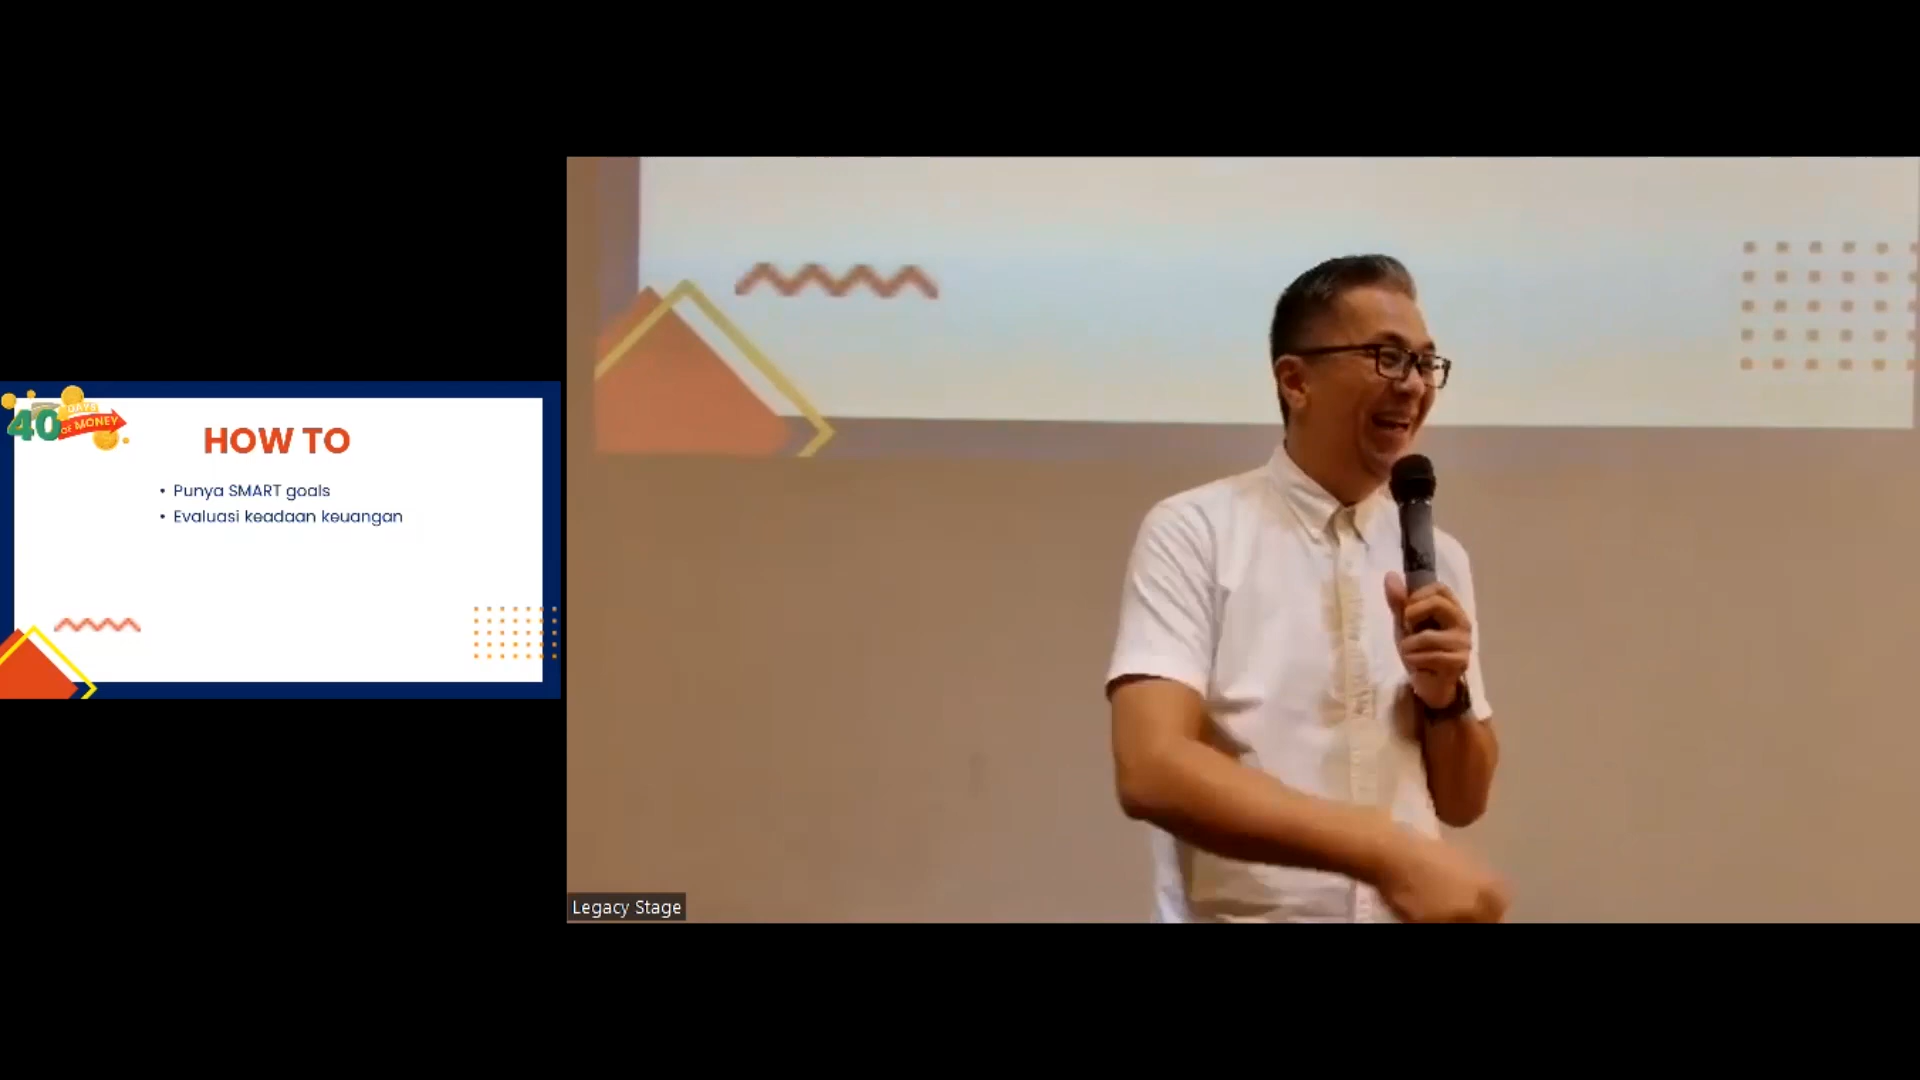 40 DAYS
OF MONEY
HOW TO
• Punya SMART goals
• Evaluasi keadaan keuangan
Legacy Stage